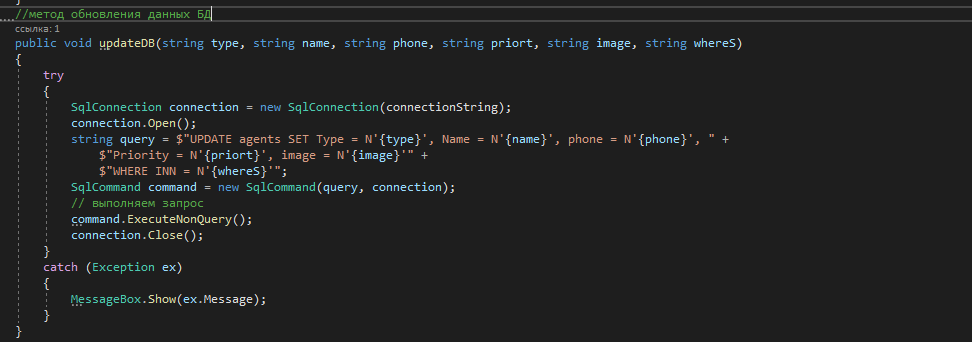 }
//метод обновления данных БД
ссылка: 1
public void updateDB(string type, string name, string phone, string priort, string image, string whereS)
{
try
{
SqlConnection connection = new SqlConnection(connectionString);
connection.Open();
string query = $"UPDATE agents SET Type = N'{type}', Name = N'{name}', phone = N'{phone}', " +
$"Priority = N'{priort}', image = N'{image}'" +
$"WHERE INN = N'{whereS}'";
SqlCommand command = new SqlCommand(query, connection);
// выполняем запрос
command.ExecuteNonQuery();
connection.Close();
}
catch (Exception ex)
{
MessageBox.Show(ex.Message);
}
}